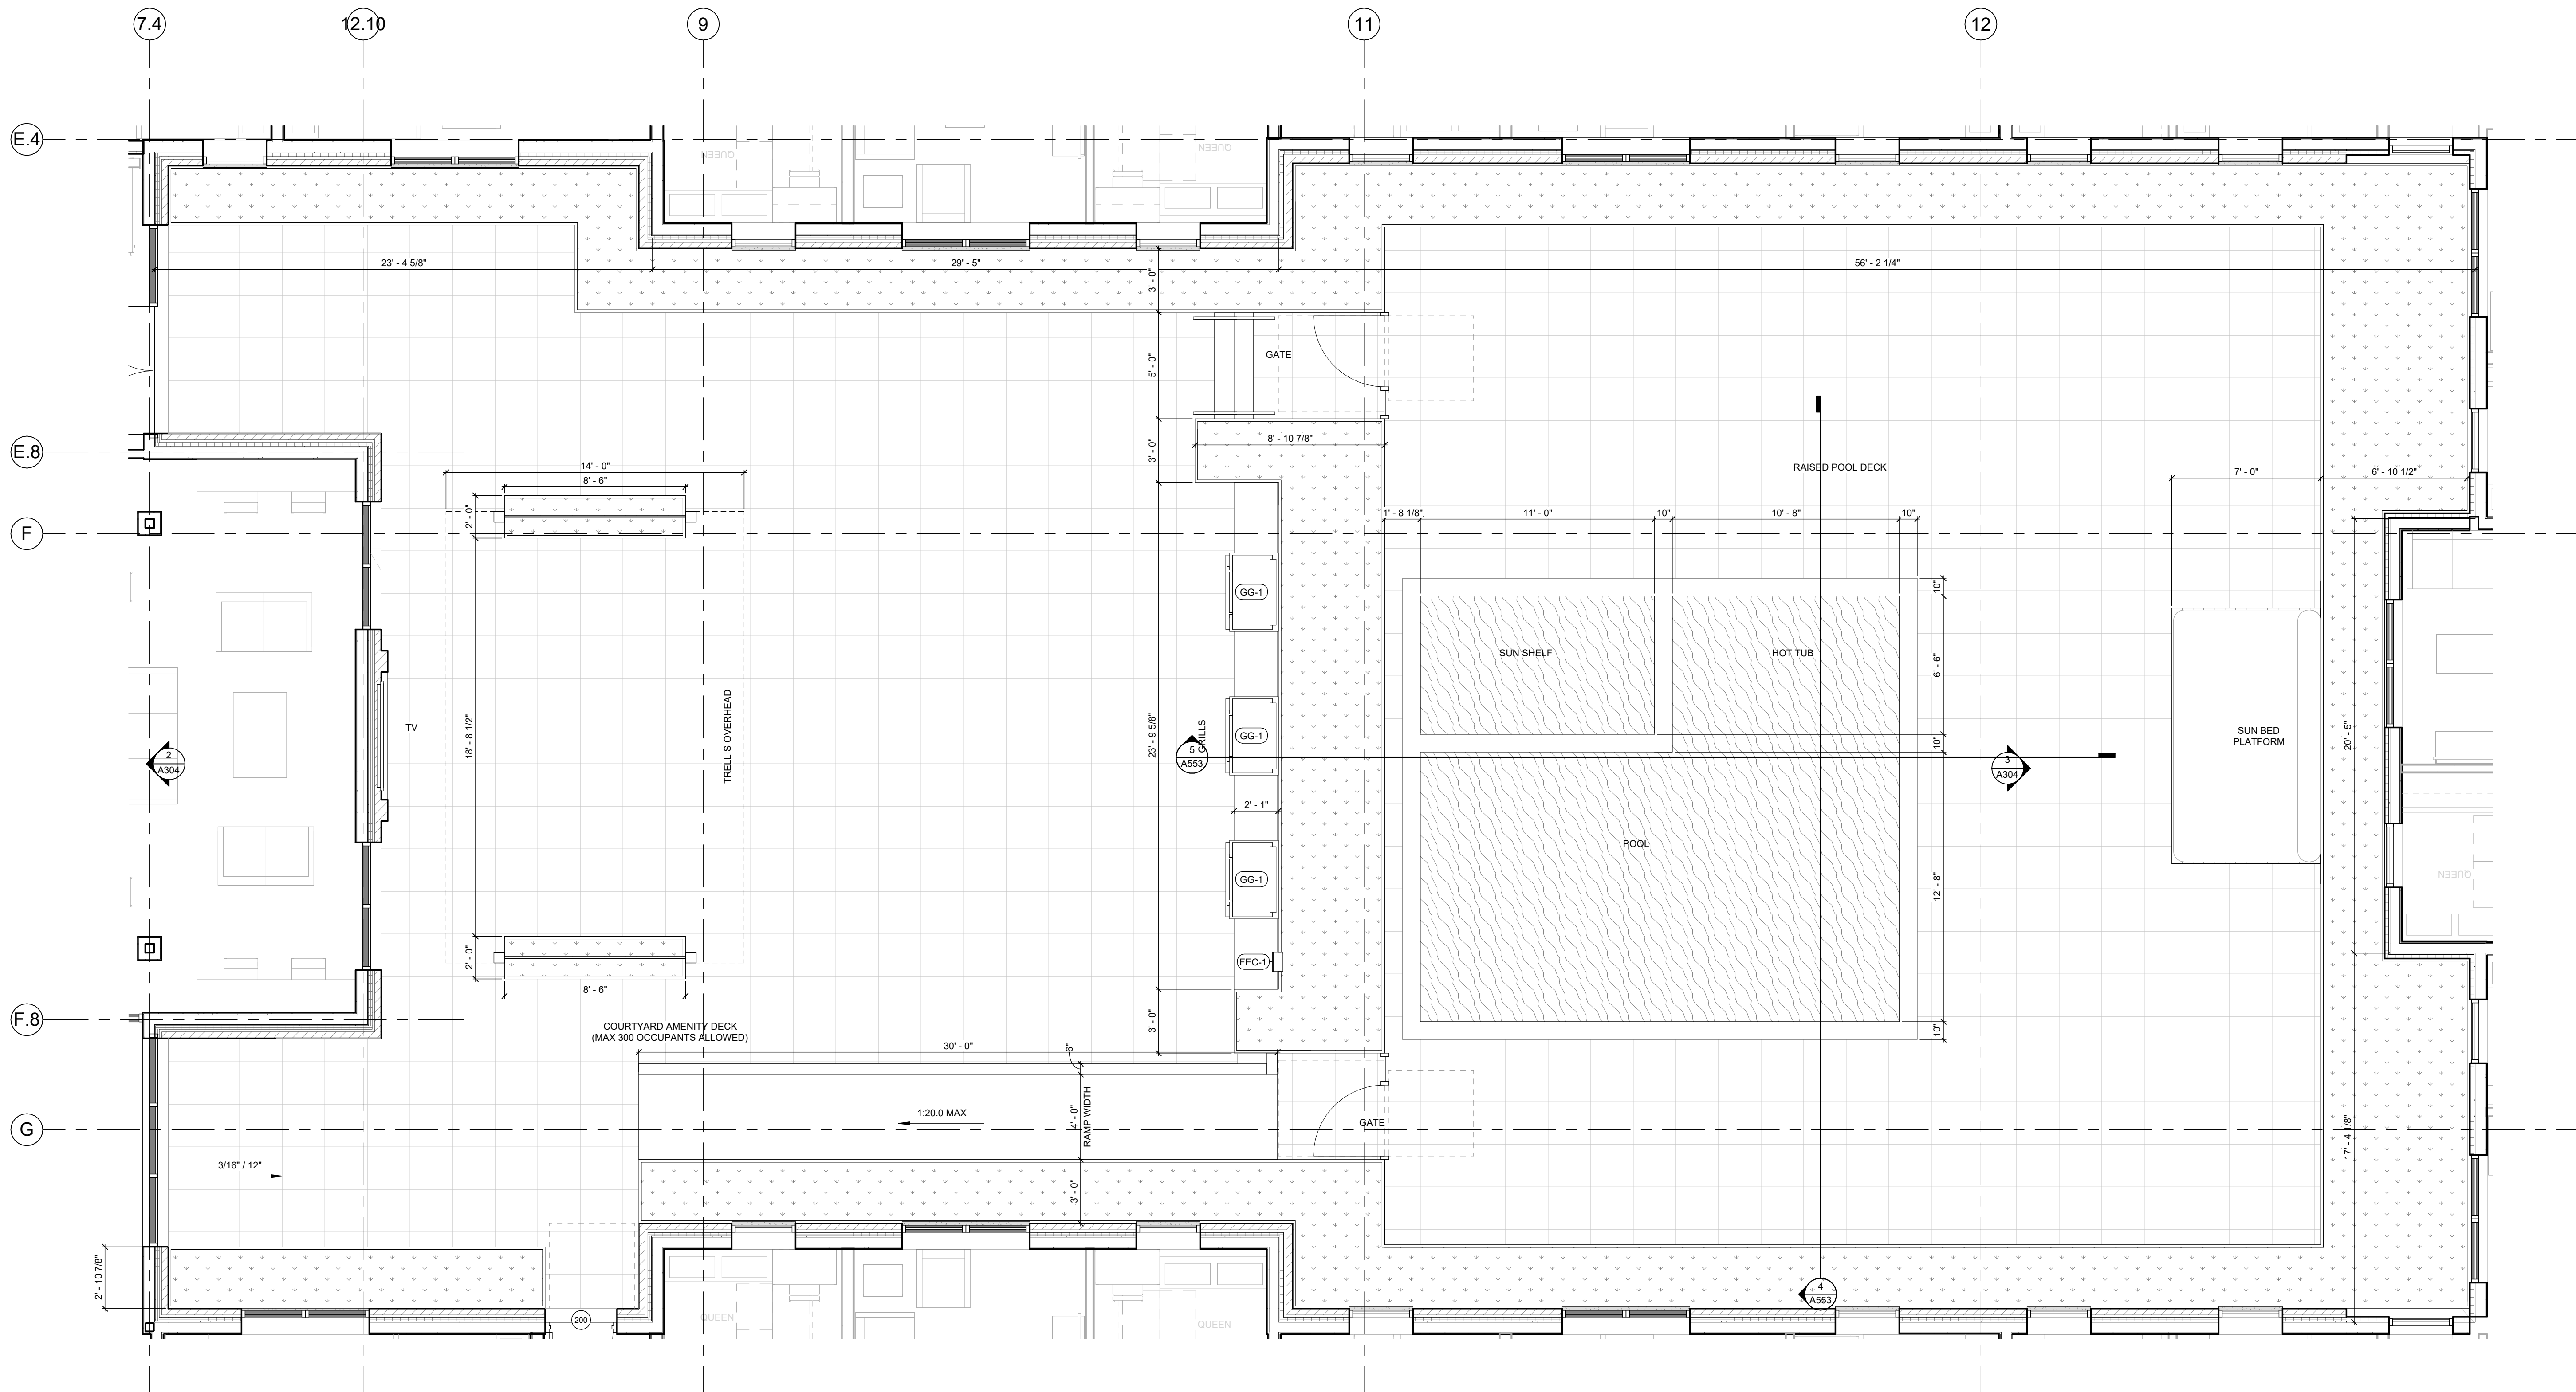 7.4
12.10
9
11
12
E.4
QUEEN
QUEEN
23' - 4 5/8"
29' - 5"
56' - 2 1/4"
3' - 0"
5' - 0"
GATE
E.8
3' - 0"
8' - 10 7/8"
14' - 0"
8' - 6"
RAISED POOL DECK
7' - 0"
6' - 10 1/2"
2' - 0"
F
1' - 8 1/8"
11' - 0"
10"
10' - 8"
10"
10"
GG-1
SUN SHELF
HOT TUB
6' - 6"
TV
18' - 8 1/2"
TRELLIS OVERHEAD
23' - 9 5/8"
GRILLS
GG-1
10"
SUN BED
PLATFORM
20' - 5"
2
A304
5
A553
3
A304
2' - 1"
POOL
GG-1
12' - 8"
QUEEN
2' - 0"
FEC-1
8' - 6"
F.8
COURTYARD AMENITY DECK
(MAX 300 OCCUPANTS ALLOWED)
3' - 0"
10"
30' - 0"
6"
1:20.0 MAX
4' - 0"
RAMP WIDTH
GATE
G
17' - 4 1/8"
3/16" / 12"
3' - 0"
2' - 10 7/8"
4
A553
200
QUEEN
QUEEN